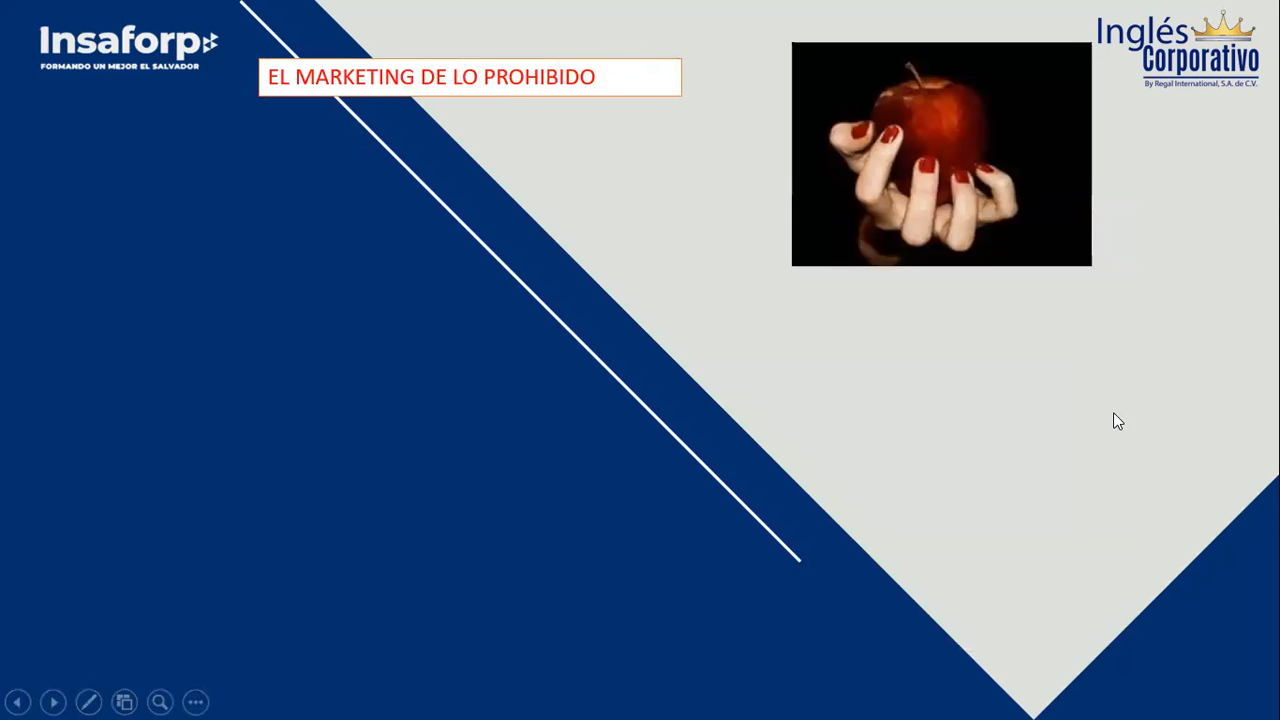 Insaforp
FORMANDO UN MEJOR EL SALVADOR
EL MARKETING DE LO PROHIBIDO
Inglés
Corporativo
By Regal International, S.A. de C.V.